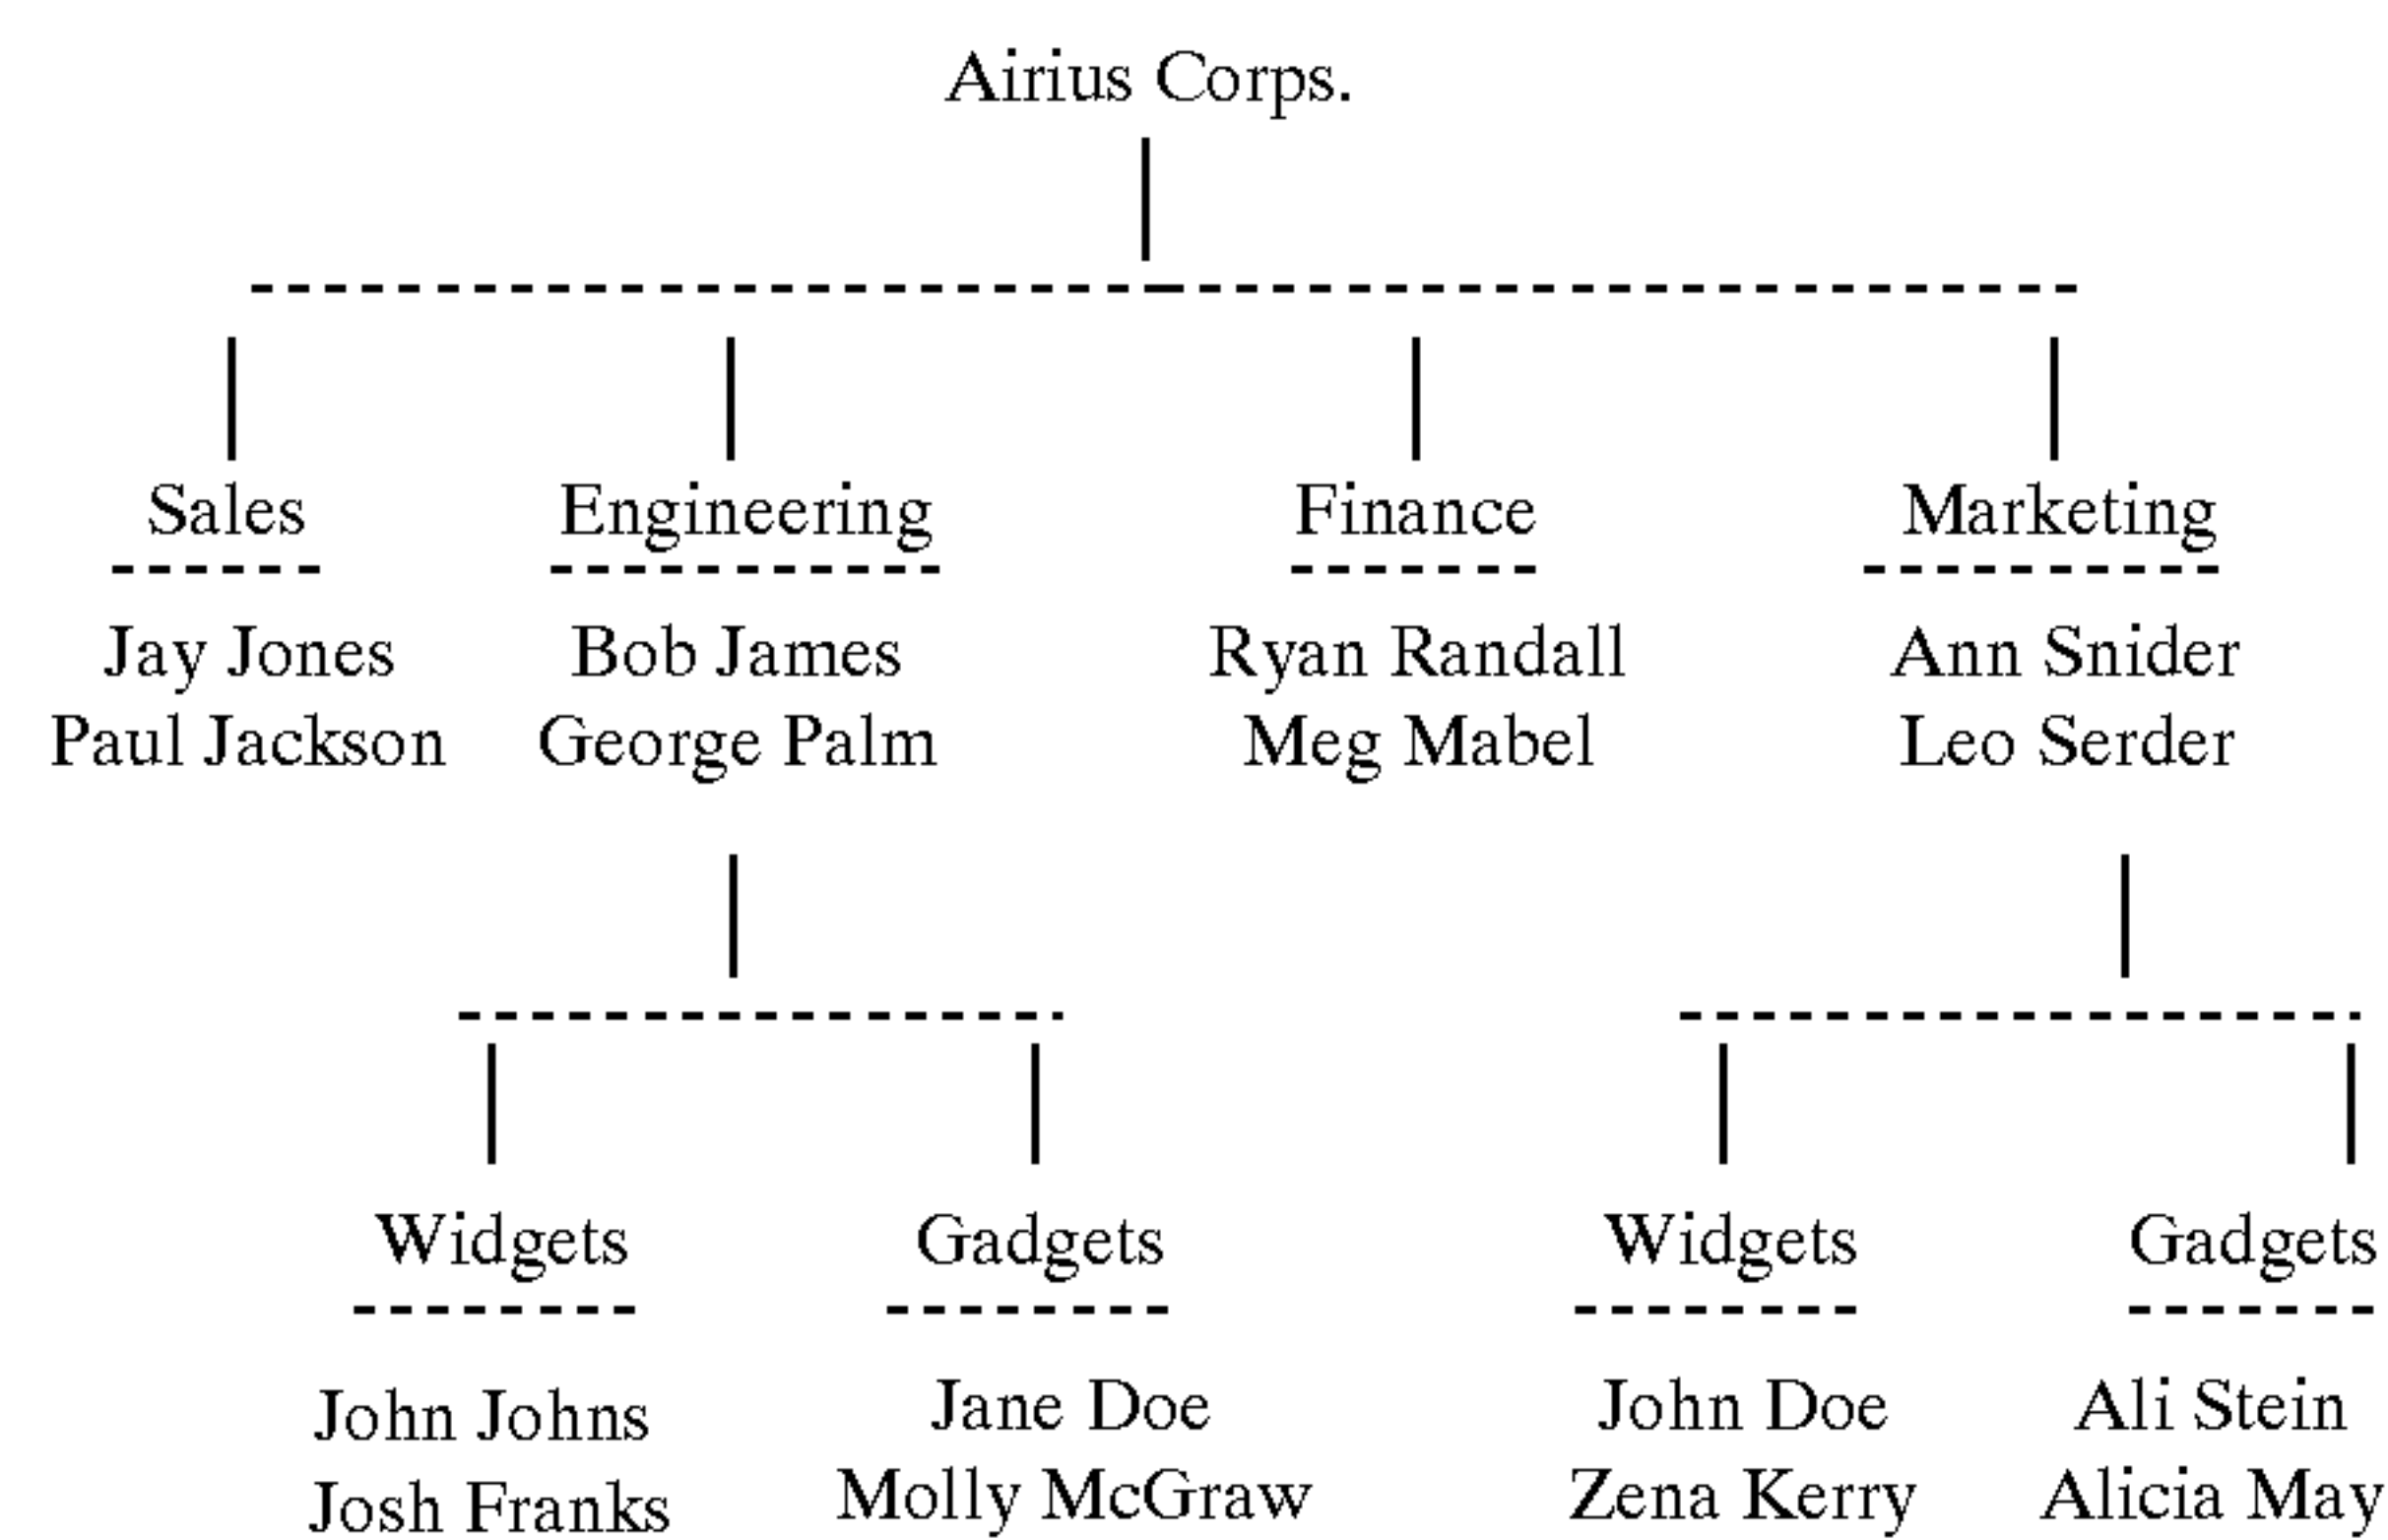 Airius Corps.
Sales Engineering Finance Marketing
Jay Jones Bob James Ryan Randall Ann Snider
Paul Jackson George Palm Meg Mabel Leo Serder
Widgets Gadgets Widgets Gadgets
John Johns Jane Doe John Doe Ali Stein
Josh Franks Molly McGraw Zena Kerry Alicia May